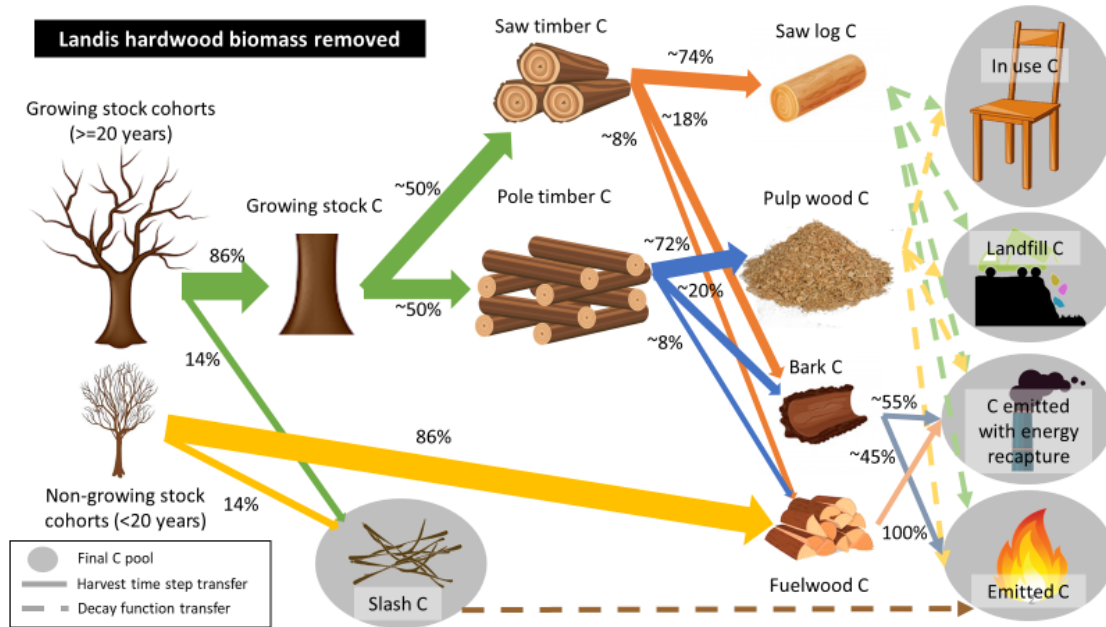 Landis hardwood biomass removed
Saw timber C
Saw log C
In use C
~74%
~18%
~8%
Growing stock cohorts
(>=20 years)
~50%
Growing stock C
Pole timber C
Pulp wood C
Landfill C
86%
~72%
~20%
~50%
~8%
14%
Bark C
~55%
C emitted
with energy
recapture
86%
~45%
Non-growing stock
cohorts (<20 years)
14%
100%
Fuelwood C
Slash C
Emitted C
2
Final C pool
Harvest time step transfer
Decay function transfer